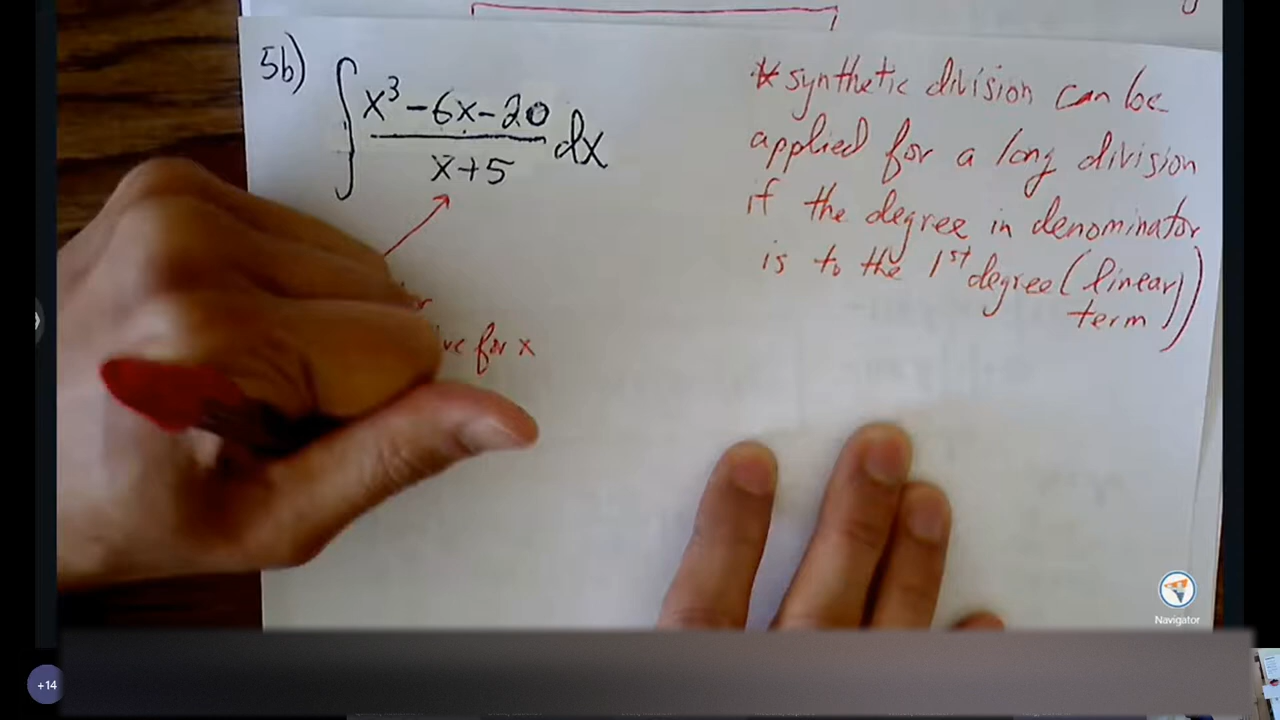 5b) ∫ x³ - 6x - 20 / x + 5 dx
* synthetic division can be
applied for a long division
if the degree in denominator
is to the 1st degree (linear
term))
for x
Navigator
+14